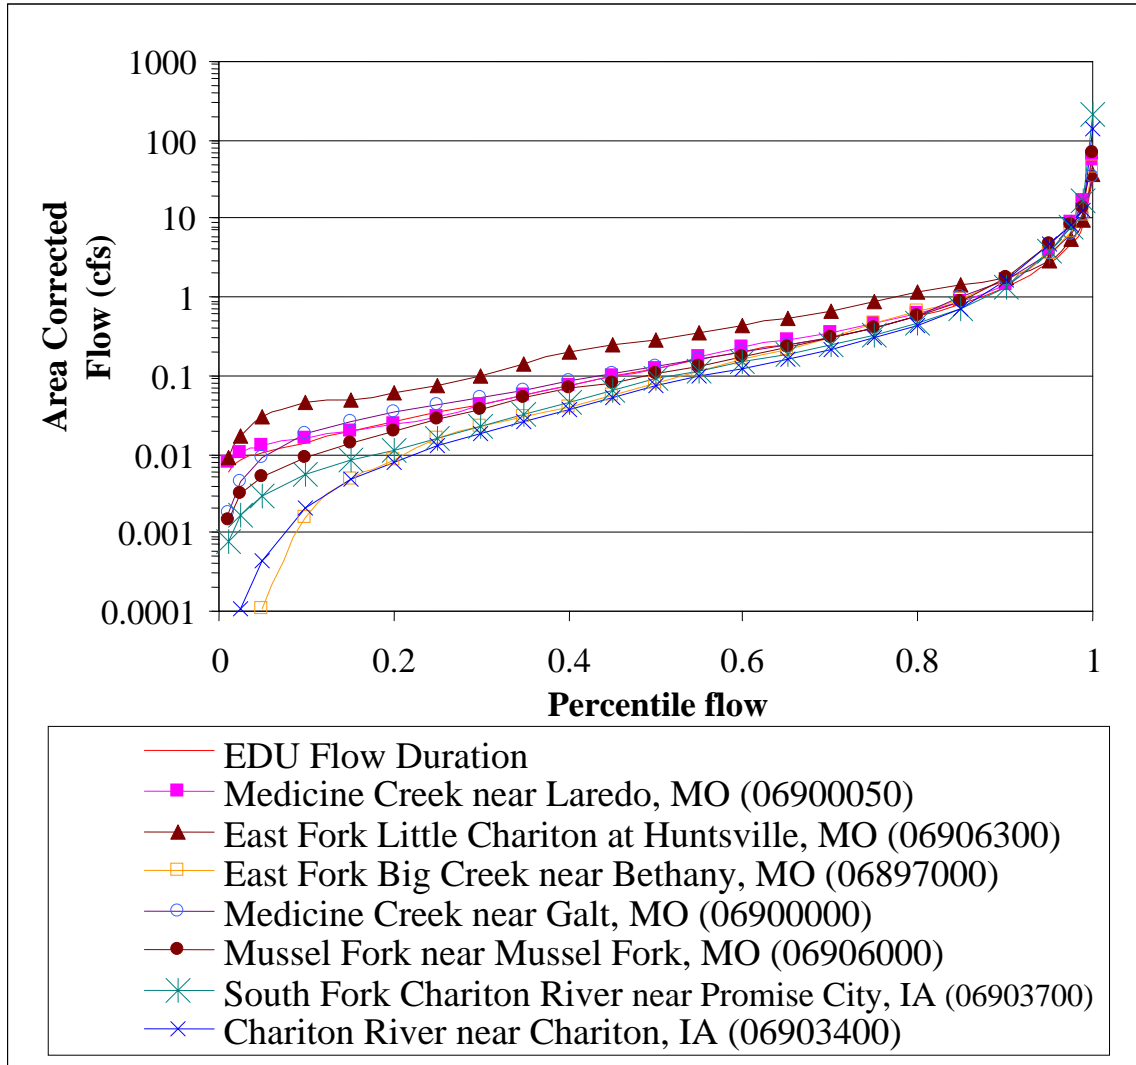 1000
100
10
1
0.1
0.01
0.001
0.0001
Area Corrected
Flow (cfs)
0 0.2 0.4 0.6 0.8 1
Percentile flow
EDU Flow Duration
Medicine Creek near Laredo, MO (06900050)
East Fork Little Chariton at Huntsville, MO (06906300)
East Fork Big Creek near Bethany, MO (06897000)
Medicine Creek near Galt, MO (06900000)
Mussel Fork near Mussel Fork, MO (06906000)
South Fork Chariton River near Promise City, IA (06903700)
Chariton River near Chariton, IA (06903400)